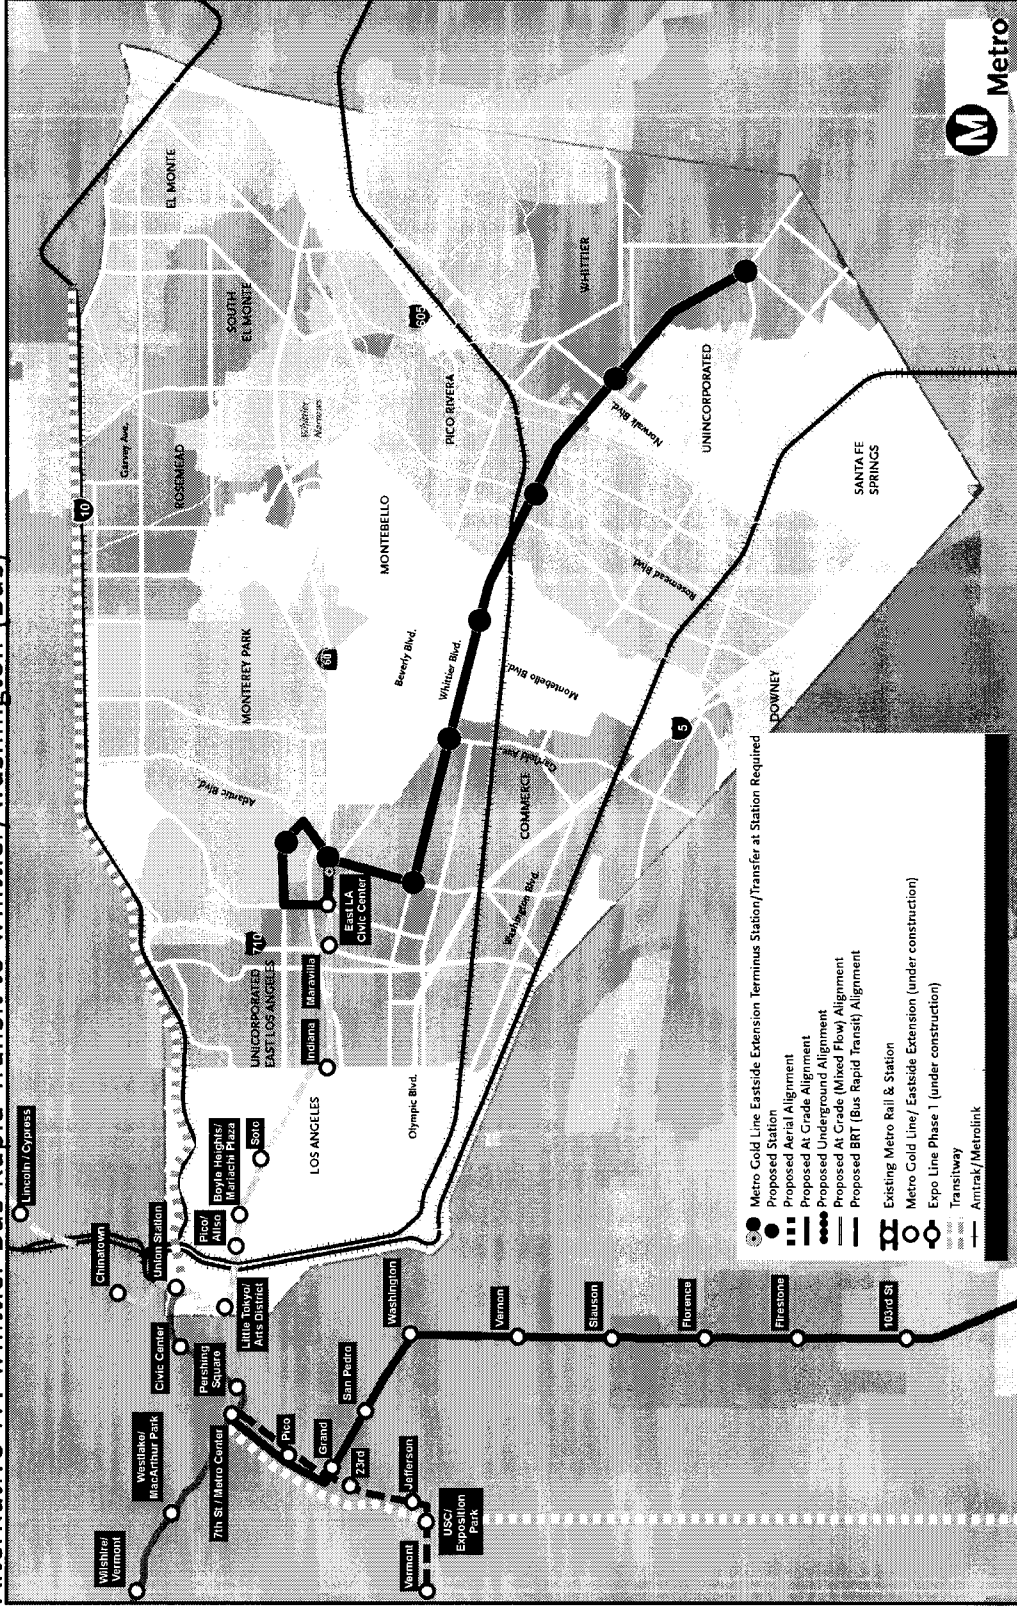 Metro
M
EL MONTE
SOUTH
EL MONTE
605
WHITTIER
Whittier
Narrows
PICO RIVERA
Norwalk Blvd.
UNINCORPORATED
SANTA FE
SPRINGS
10
Garvey Ave.
ROSEMEAD
MONTEBELLO
Rosemead Blvd.
MONTEREY PARK
60
Beverly Blvd.
Whittier Blvd.
Montebello Blvd.
DOWNEY
5
Atlantic Blvd.
Garfield Ave.
COMMERCE
Washington Blvd.
East LA
Civic Center
710
UNICORPORATED
EAST LOS ANGELES
Maravilla
Indiana
LOS ANGELES
Olympic Blvd.
Lincoln / Cypress
Chinatown
Union Station
Pico/
Aliso
Boyle Heights/
Mariachi Plaza
Soto
Little Tokyo/
Arts District
Civic Center
Pershing
Square
Westlake/
MacArthur Park
7th St / Metro Center
Wilshire/
Vermont
Pico
Grand
23rd
San Pedro
Washington
Vernon
Slauson
Florence
Firestone
103rd St
Jefferson
USC/
Exposition
Park
Vermont
Metro Gold Line Eastside Extension Terminus Station/Transfer at Station Required
Proposed Station
Proposed Aerial Alignment
Proposed At Grade Alignment
Proposed Underground Alignment
Proposed At Grade (Mixed Flow) Alignment
Proposed BRT (Bus Rapid Transit) Alignment
Existing Metro Rail & Station
Metro Gold Line/ Eastside Extension (under construction)
Expo Line Phase 1 (under construction)
Transitway
Amtrak/Metrolink